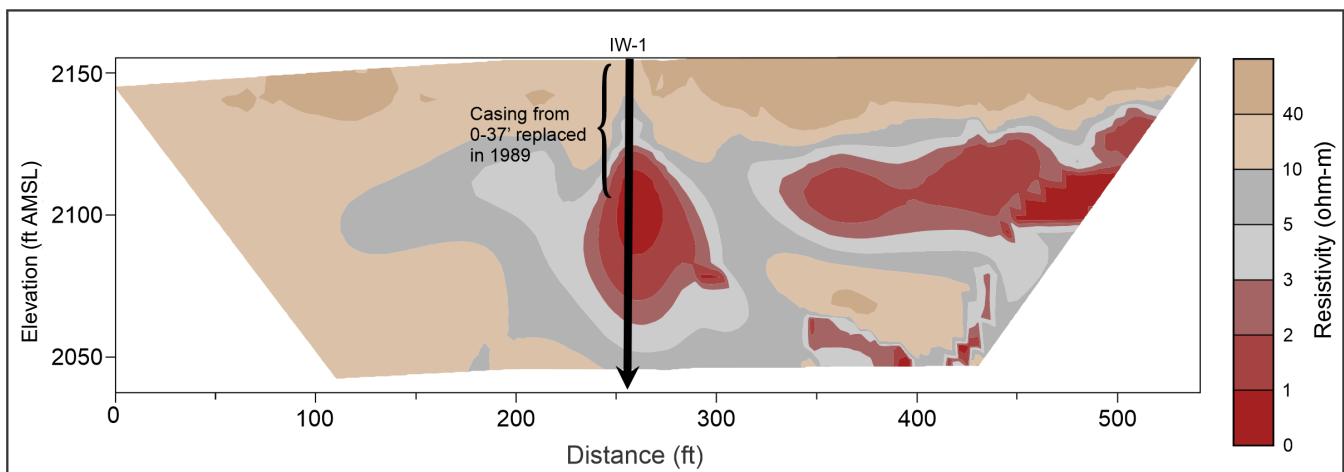 IW-1
2150
2100
2050
Elevation (ft AMSL)
Casing from
0-37' replaced
in 1989
0
100
200
300
400
500
Distance (ft)
40
10
5
3
2
1
0
Resistivity (ohm-m)